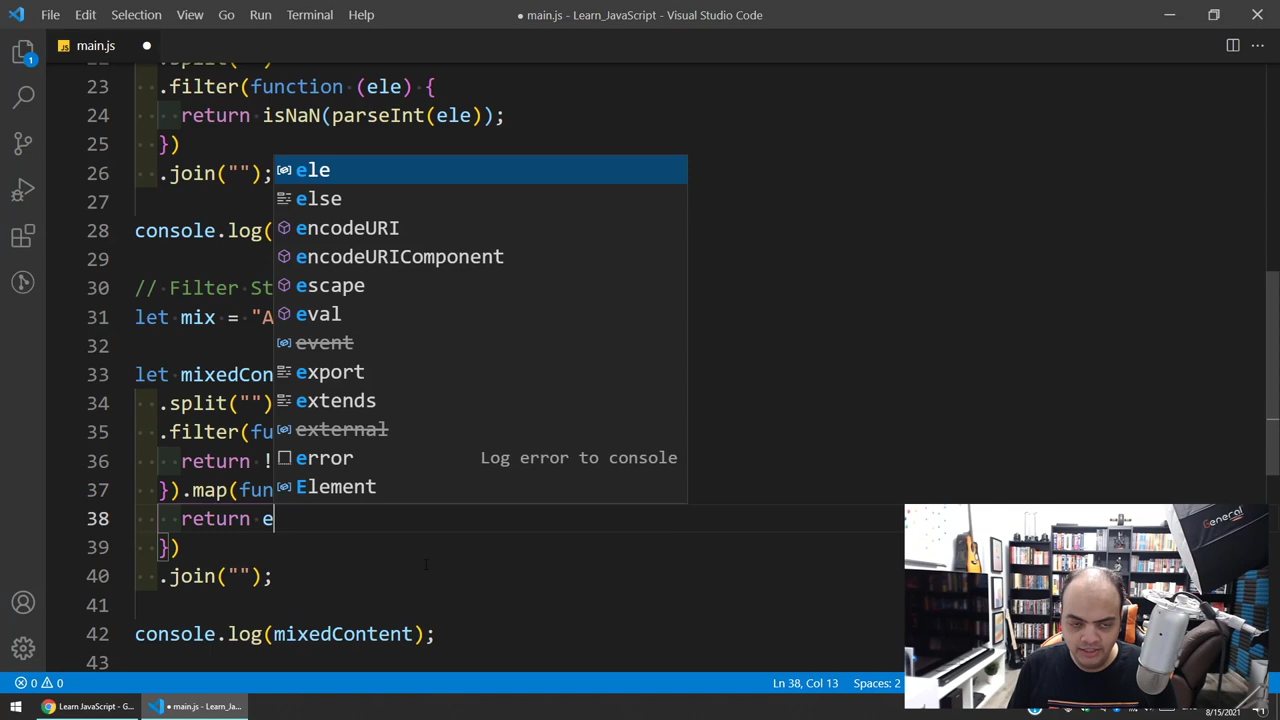 File Edit Selection View Go Run Terminal Help
● main.js - Learn_JavaScript - Visual Studio Code
JS main.js ●
1
23 .filter(function (ele) {
24 return isNaN(parseInt(ele));
25 })
26 .join("");
27
28 console.log(
29
30 // Filter St
31 let mix = "A
32
33 let mixedCon
34 .split("")
35 .filter(fu
36 return !
37 }).map(fun
38 return e
39 })
40 .join("");
41
42 console.log(mixedContent);
43
ele
else
encodeURI
encodeURIComponent
escape
eval
event
export
extends
external
error Log error to console
Element
General
0 0
Ln 38, Col 13 Spaces: 2
Learn JavaScript - G...
● main.js - Learn_Ja...
8/15/2021